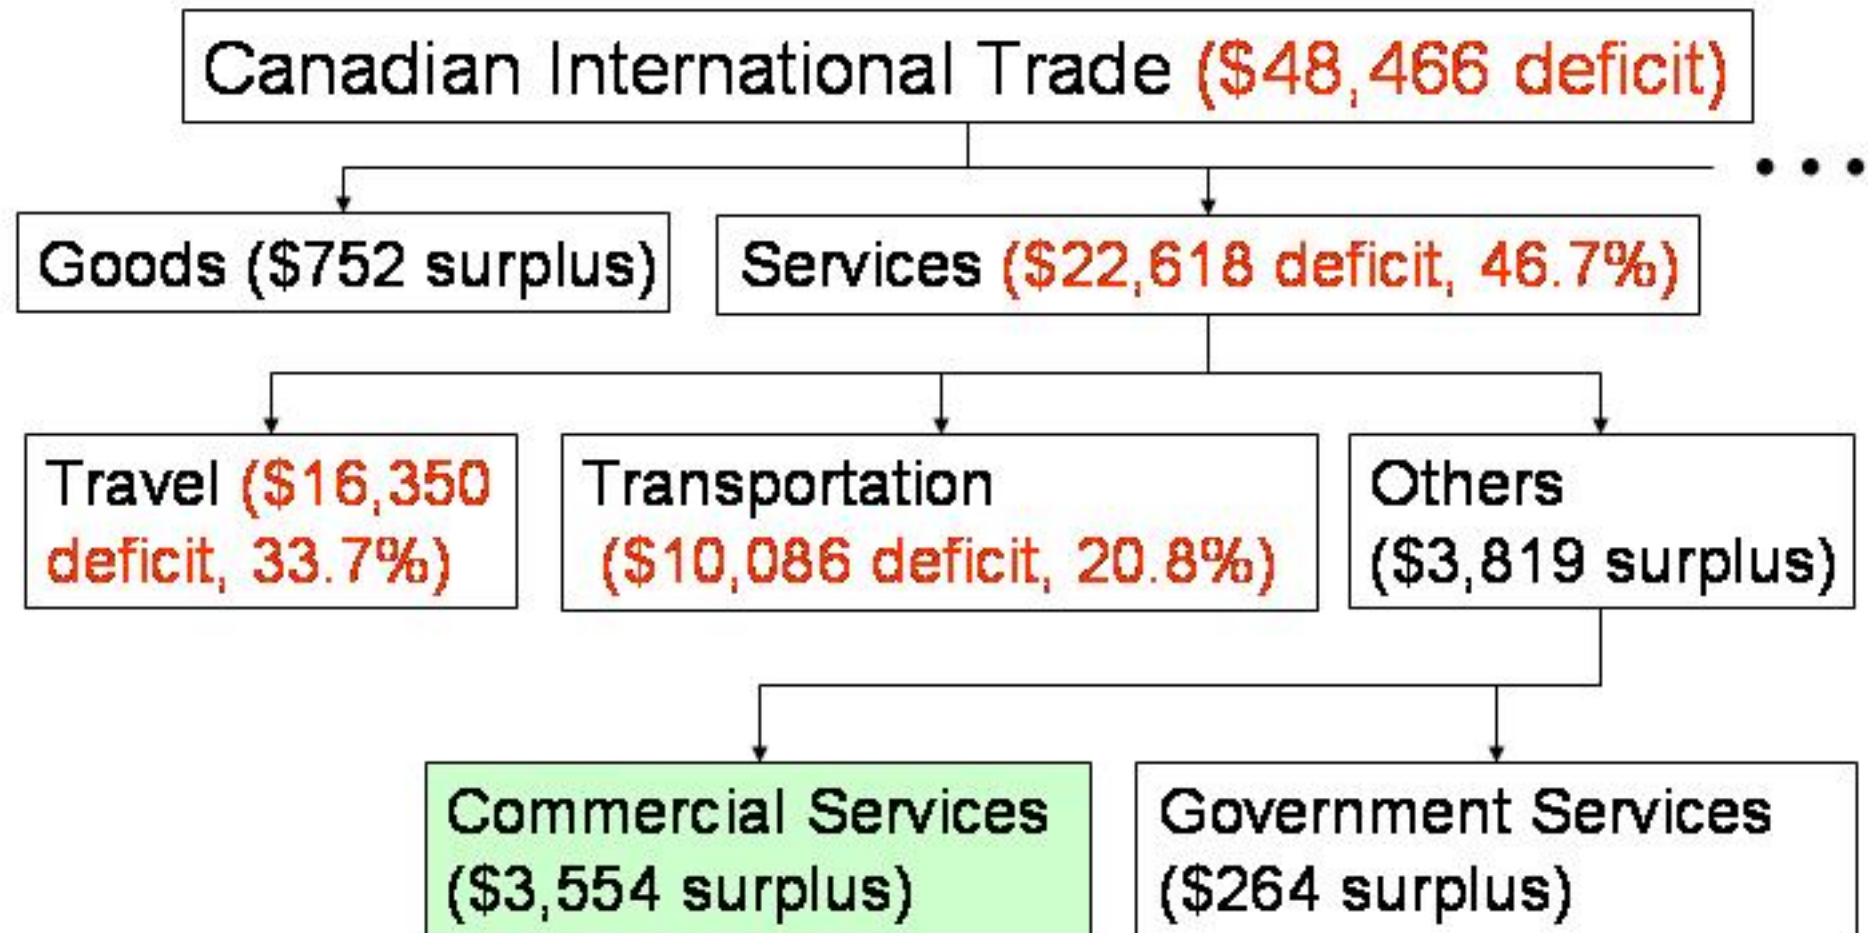 Canadian International Trade ($48,466 deficit)
• • •
Goods ($752 surplus)
Services ($22,618 deficit, 46.7%)
Travel ($16,350
deficit, 33.7%)
Transportation
($10,086 deficit, 20.8%)
Others
($3,819 surplus)
Commercial Services
($3,554 surplus)
Government Services
($264 surplus)